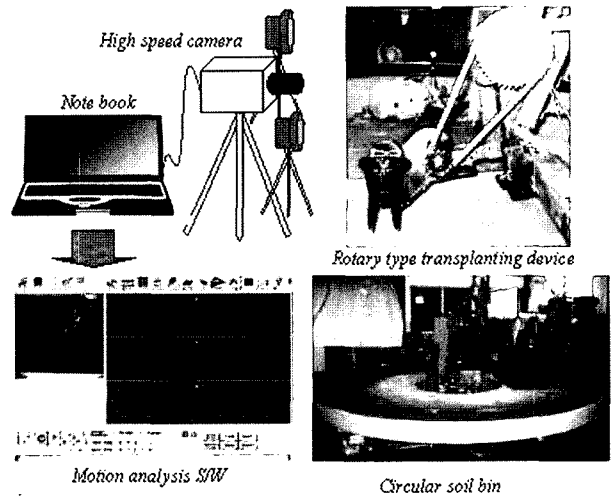 High speed camera
Note book
Rotary type transplanting device
Motion analysis S/W
Circular soil bin